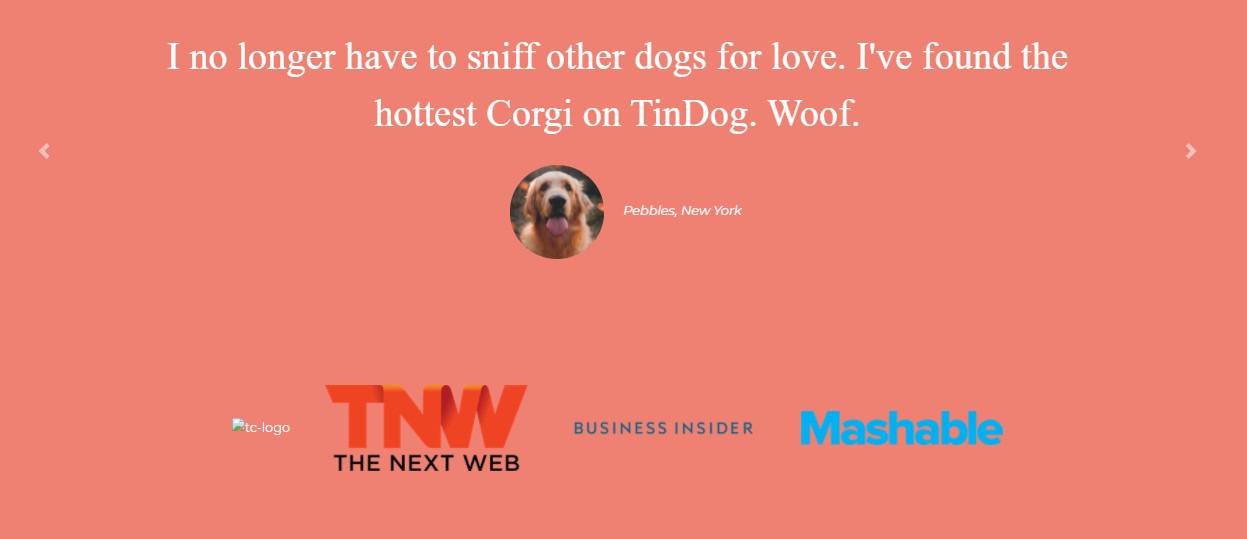 I no longer have to sniff other dogs for love. I've found the
hottest Corgi on TinDog. Woof.
Pebbles, New York
tc-logo
TNW
THE NEXT WEB
BUSINESS INSIDER
Mashable